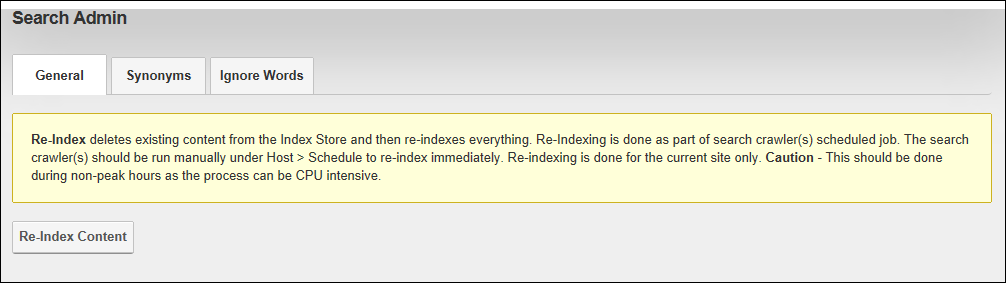 Search Admin
General Synonyms Ignore Words
Re-Index deletes existing content from the Index Store and then re-indexes everything. Re-Indexing is done as part of search crawler(s) scheduled job. The search
crawler(s) should be run manually under Host > Schedule to re-index immediately. Re-indexing is done for the current site only. Caution - This should be done
during non-peak hours as the process can be CPU intensive.
Re-Index Content